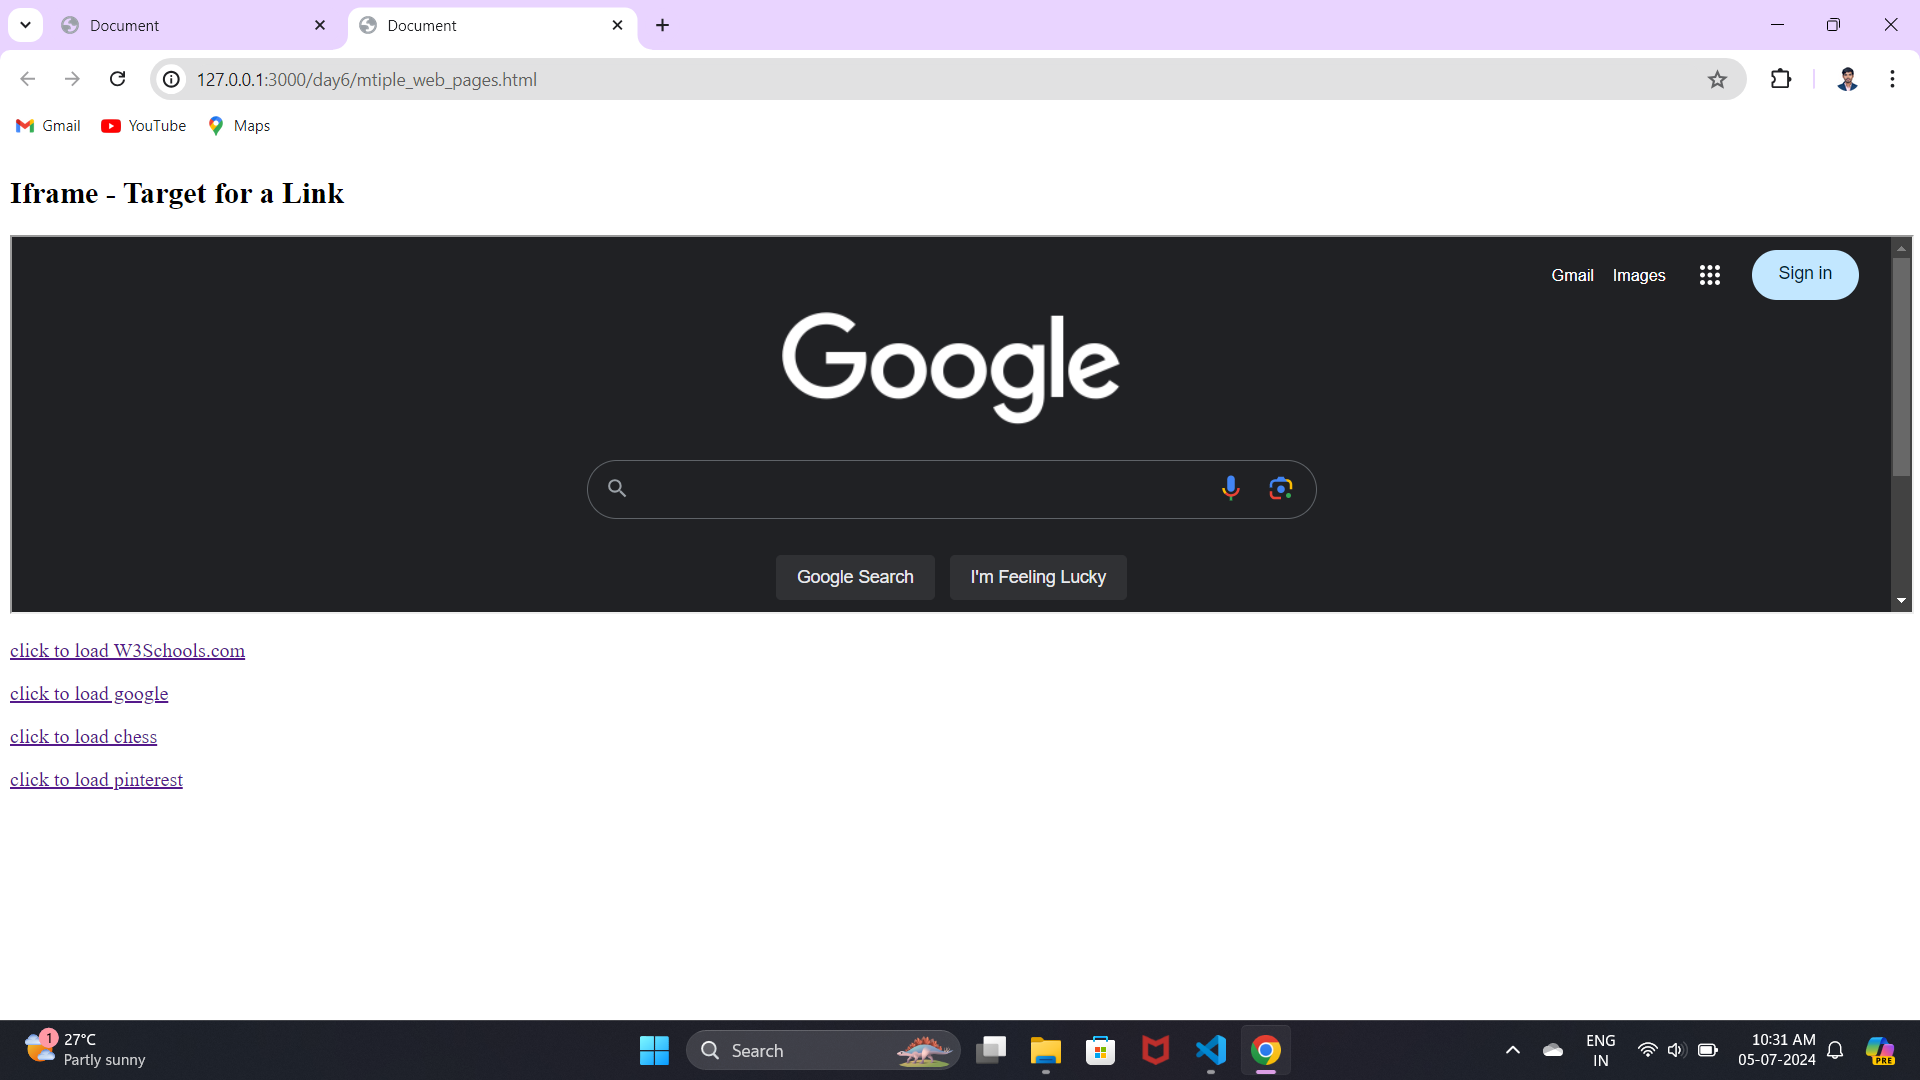 Document
Document
127.0.0.1:3000/day6/mtiple_web_pages.html
Gmail YouTube Maps
Iframe - Target for a Link
Gmail Images Sign in
Google
Google Search I'm Feeling Lucky
click to load W3Schools.com
click to load google
click to load chess
click to load pinterest
1
27°C
Partly sunny
Search
ENG
IN
10:31 AM
05-07-2024
PRE